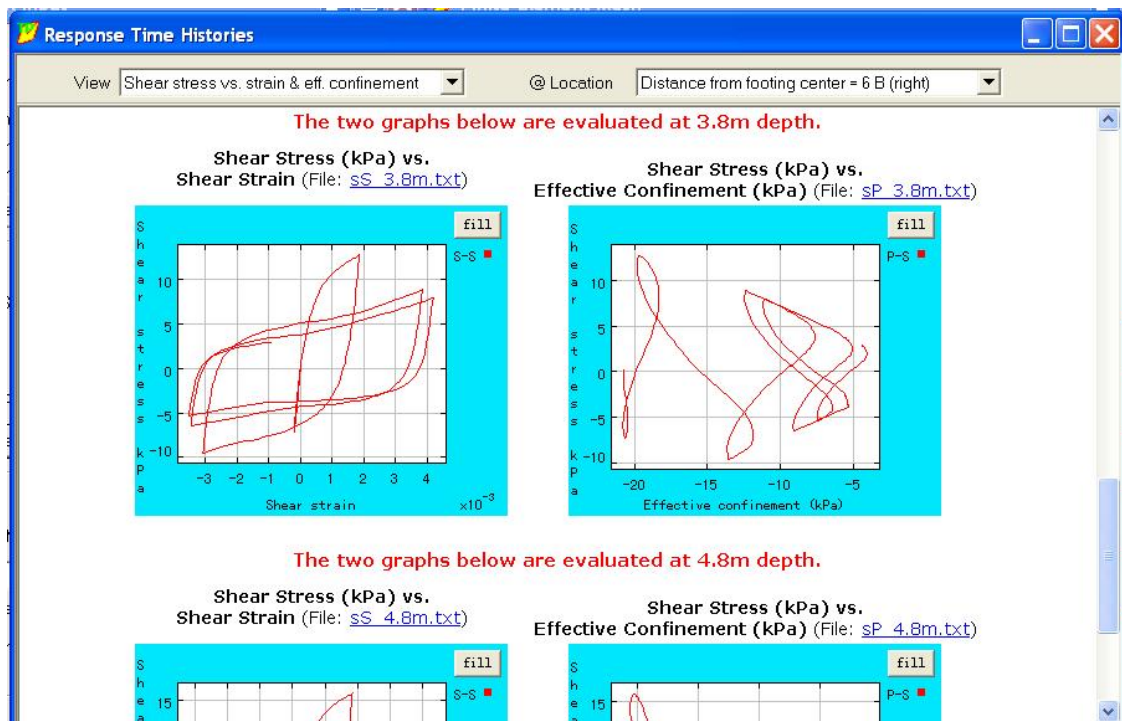 Response Time Histories
View Shear stress vs. strain & eff. confinement @ Location Distance from footing center = 6 B (right)
The two graphs below are evaluated at 3.8m depth.
Shear Stress (kPa) vs.
Shear Strain (File: sS_3.8m.txt)
Shear Stress (kPa) vs.
Effective Confinement (kPa) (File: sP_3.8m.txt)
fill
S-S
Shear stress kPa
10
5
0
-5
-10
-3 -2 -1 0 1 2 3 4
Shear strain x10-3
fill
P-S
Shear stress kPa
10
5
0
-5
-10
-20 -15 -10 -5
Effective confinement (kPa)
The two graphs below are evaluated at 4.8m depth.
Shear Stress (kPa) vs.
Shear Strain (File: sS_4.8m.txt)
Shear Stress (kPa) vs.
Effective Confinement (kPa) (File: sP_4.8m.txt)
fill
S-S
15
fill
P-S
15